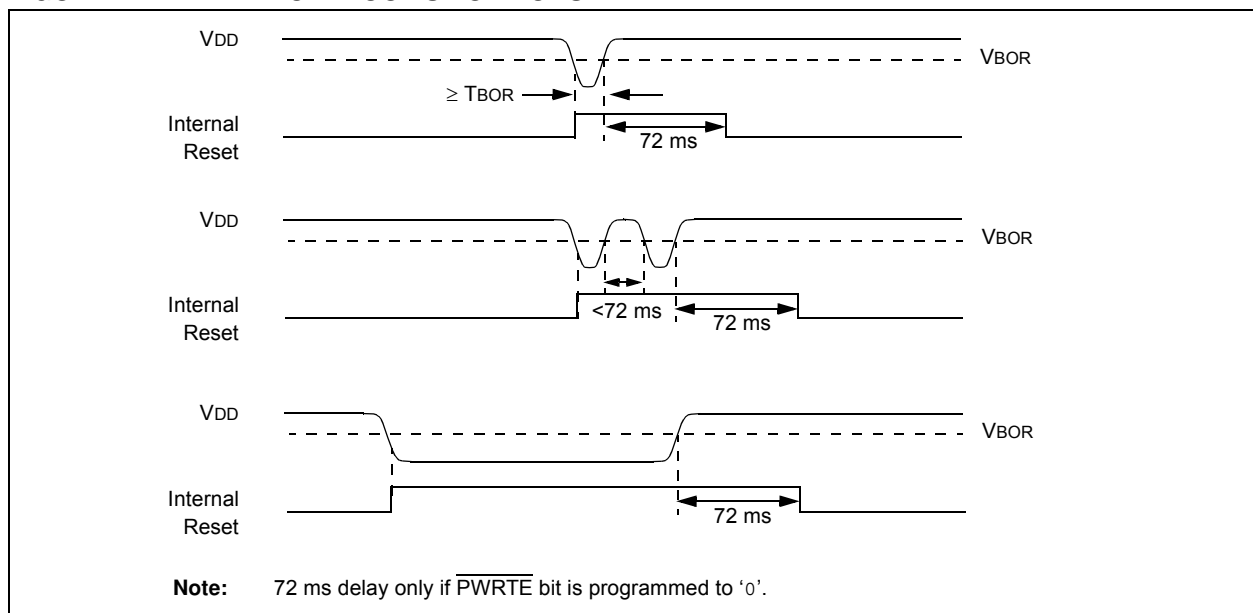 VDD
VBOR
≥ TBOR
Internal
Reset
72 ms
VDD
VBOR
Internal
Reset
<72 ms
72 ms
VDD
VBOR
Internal
Reset
72 ms
Note: 72 ms delay only if PWRTE bit is programmed to ‘0’.